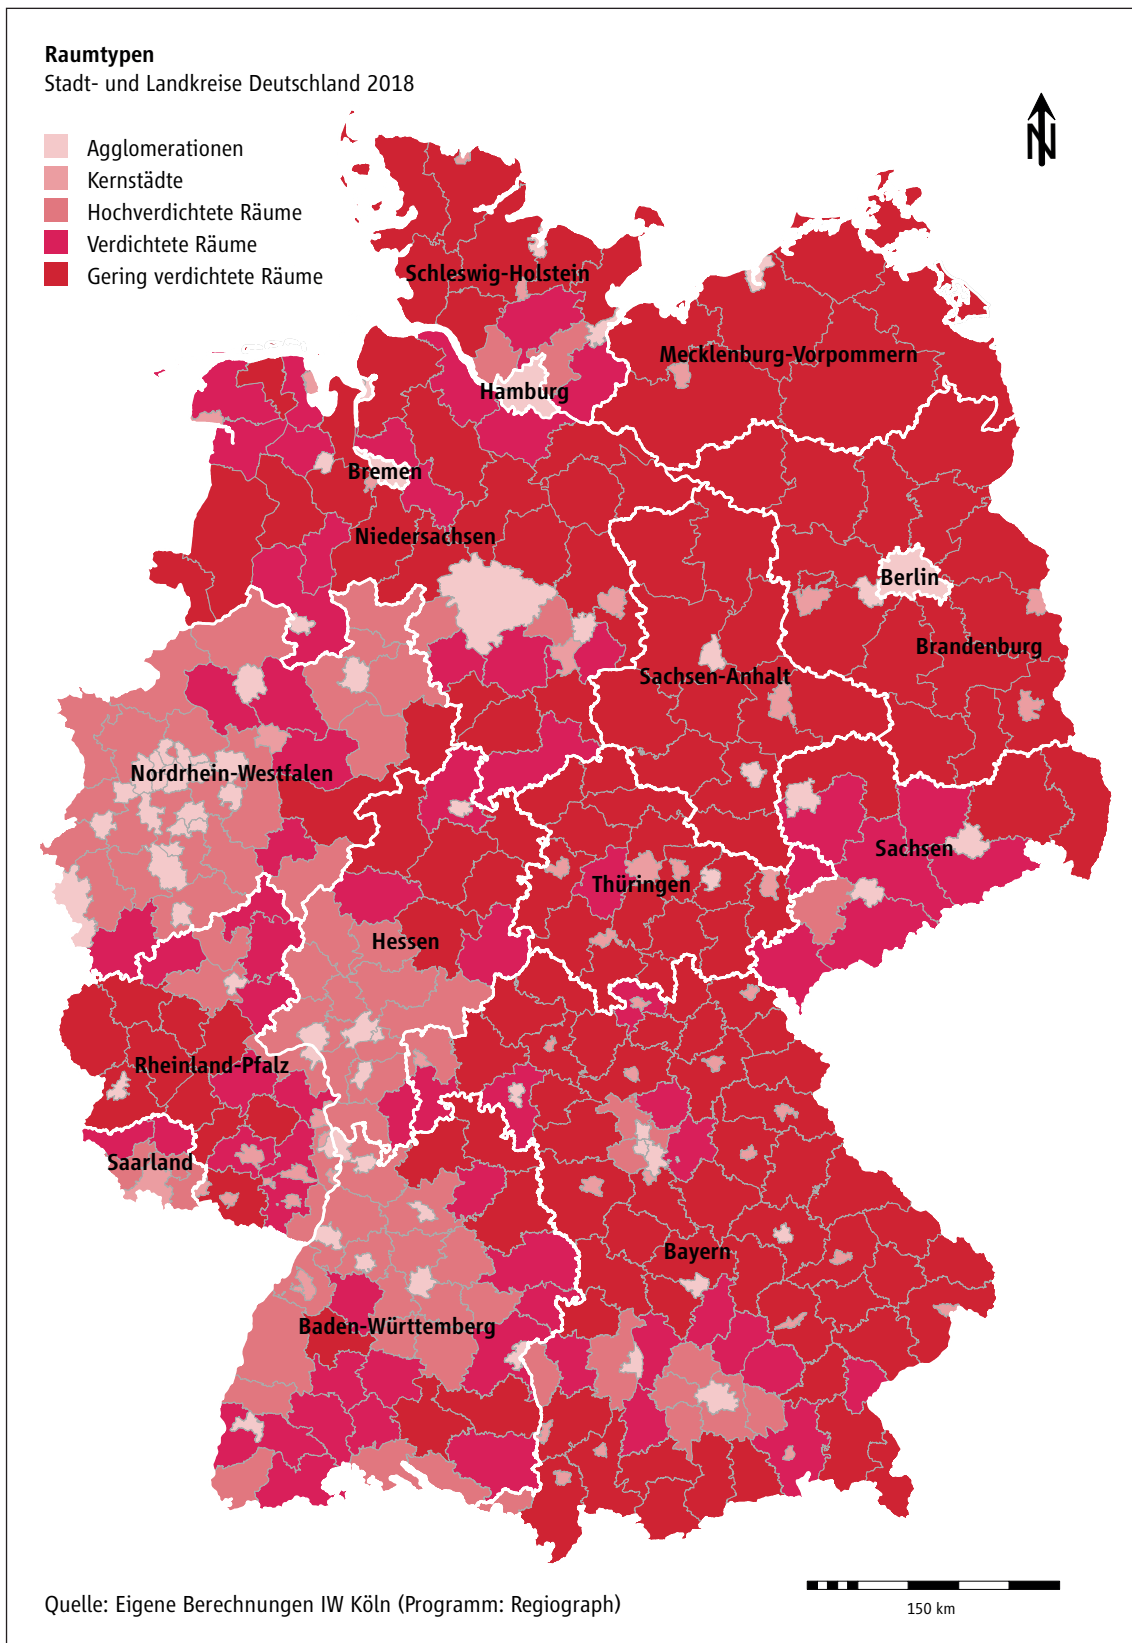 Raumtypen
Stadt- und Landkreise Deutschland 2018
N
Agglomerationen
Kernstädte
Hochverdichtete Räume
Verdichtete Räume
Gering verdichtete Räume
Schleswig-Holstein
Mecklenburg-Vorpommern
Hamburg
Bremen
Niedersachsen
Berlin
Brandenburg
Sachsen-Anhalt
Nordrhein-Westfalen
Sachsen
Thüringen
Hessen
Rheinland-Pfalz
Saarland
Bayern
Baden-Württemberg
Quelle: Eigene Berechnungen IW Köln (Programm: Regiograph)
150 km